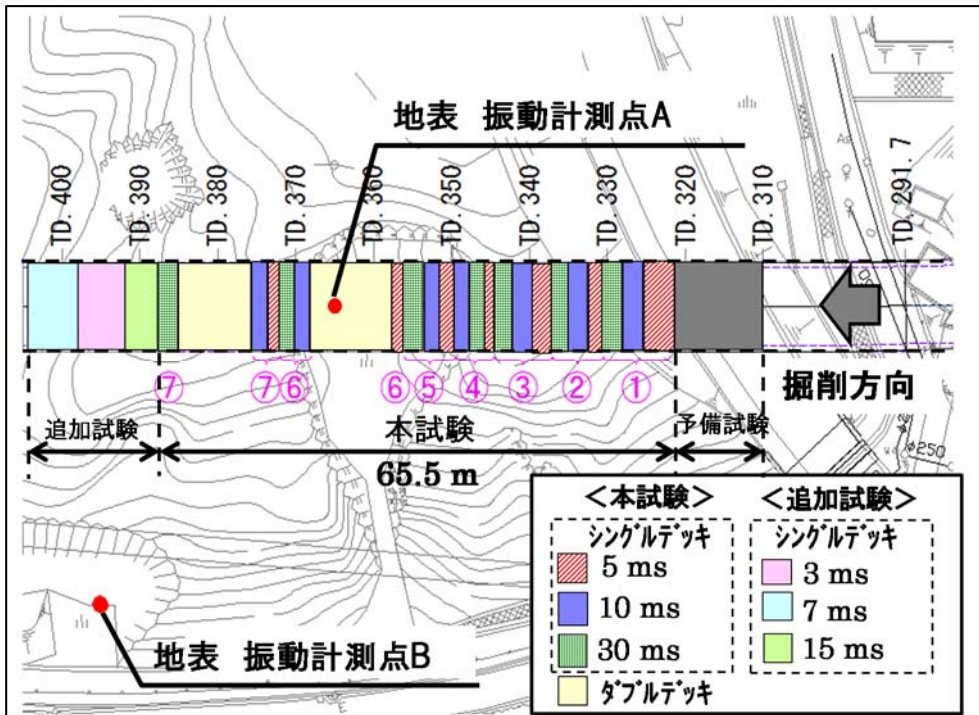 地表 振動計測点A
TD.400
TD.390
TD.380
TD.370
TD.360
TD.350
TD.340
TD.330
TD.320
TD.310
TD.291.7
掘削方向
⑦
⑦
⑥
⑥
⑤
④
③
②
①
追加試験
本試験
予備試験
65.5 m
φ250
地表 振動計測点B
<本試験>
ｼﾝｸﾞﾙﾃﾞｯｷ
5 ms
10 ms
30 ms
ﾀﾞﾌﾞﾙﾃﾞｯｷ
<追加試験>
ｼﾝｸﾞﾙﾃﾞｯｷ
3 ms
7 ms
15 ms